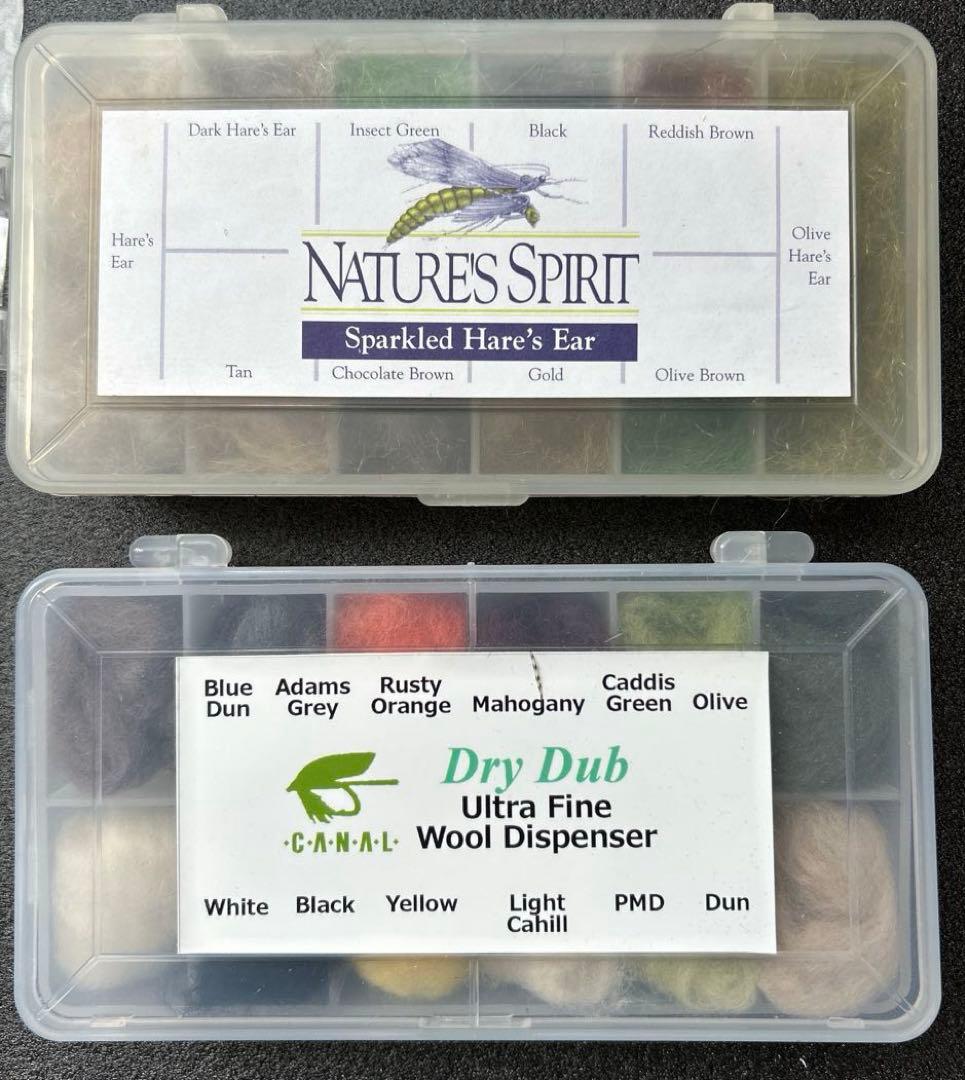 Dark Hare's Ear
Insect Green
Black
Reddish Brown
Hare's
Ear
Olive
Hare's
Ear
NATURE'S SPIRIT
Sparkled Hare's Ear
Tan
Chocolate Brown
Gold
Olive Brown
Blue
Dun
Adams
Grey
Rusty
Orange
Mahogany
Caddis
Green
Olive
Dry Dub
Ultra Fine
Wool Dispenser
·C·A·N·A·L·
White
Black
Yellow
Light
Cahill
PMD
Dun